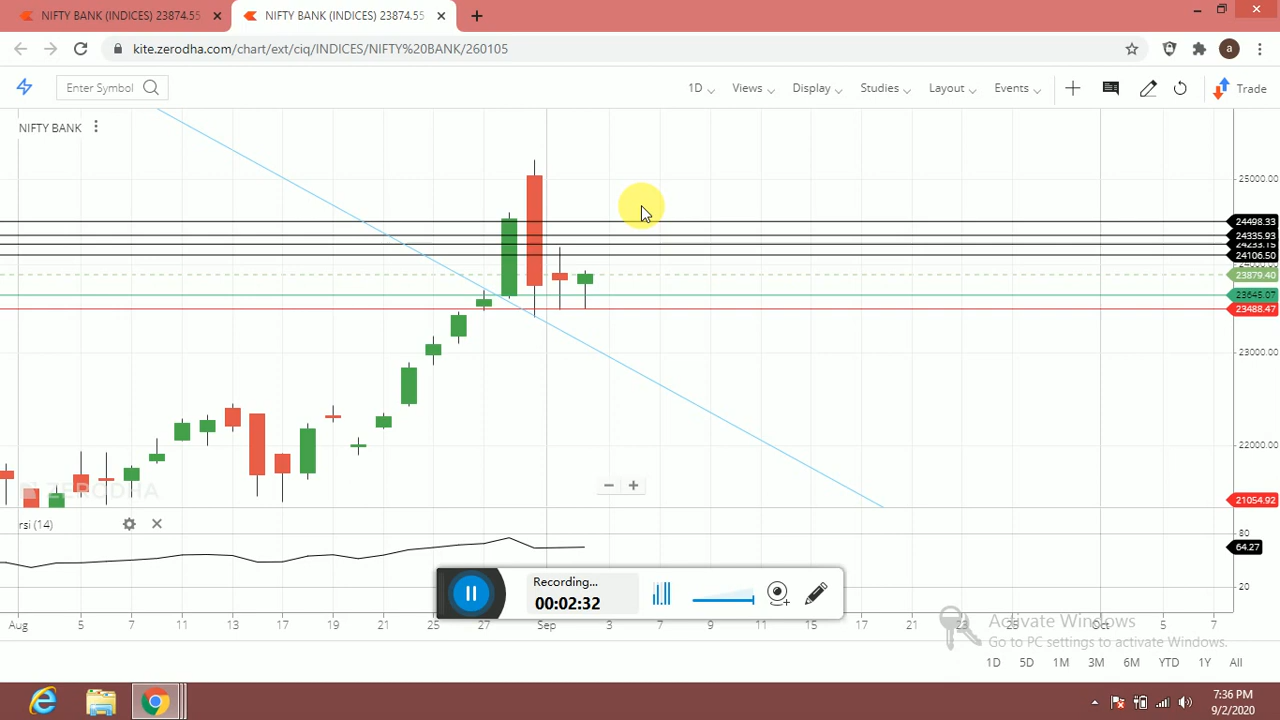 NIFTY BANK (INDICES) 23874.55
NIFTY BANK (INDICES) 23874.55
kite.zerodha.com/chart/ext/ciq/INDICES/NIFTY%20BANK/260105
a
Enter Symbol
1D
Views
Display
Studies
Layout
Events
Trade
NIFTY BANK
25000.00
24498.33
24335.93
24233.15
24106.50
23879.40
23645.07
23488.47
23000.00
22000.00
ZERODHA
21054.92
rsi (14)
80
64.27
20
Recording...
00:02:32
Aug 5 7 11 13 17 19 21 25 27 Sep 3 7 9 11 15 17 21 23 Oct 5 7
Activate Windows
Go to PC settings to activate Windows.
1D 5D 1M 3M 6M YTD 1Y All
7:36 PM
9/2/2020